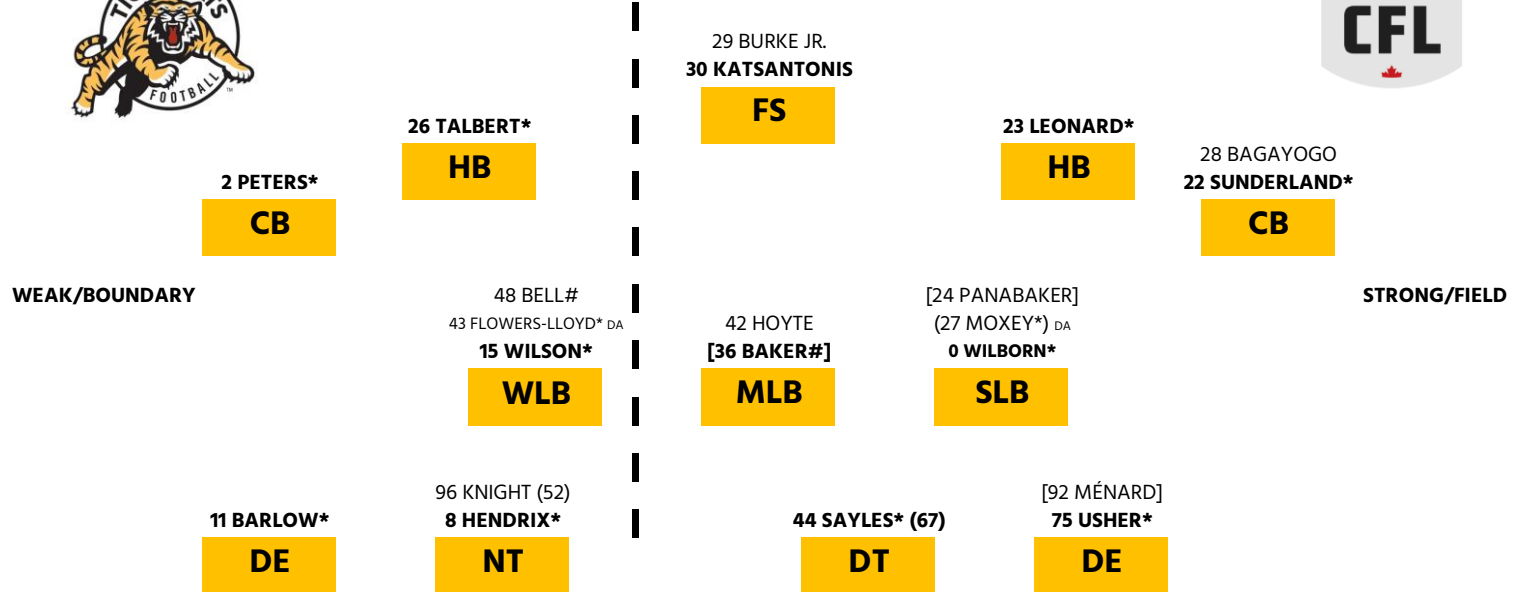 FOOTBALL
TM
CFL
29 BURKE JR.
30 KATSANTONIS
FS
26 TALBERT*
HB
23 LEONARD*
HB
2 PETERS*
CB
28 BAGAYOGO
22 SUNDERLAND*
CB
WEAK/BOUNDARY
STRONG/FIELD
48 BELL#
43 FLOWERS-LLOYD* DA
15 WILSON*
WLB
42 HOYTE
[36 BAKER#]
MLB
[24 PANABAKER]
(27 MOXEY*) DA
0 WILBORN*
SLB
11 BARLOW*
DE
96 KNIGHT (52)
8 HENDRIX*
NT
44 SAYLES* (67)
DT
[92 MÉNARD]
75 USHER*
DE